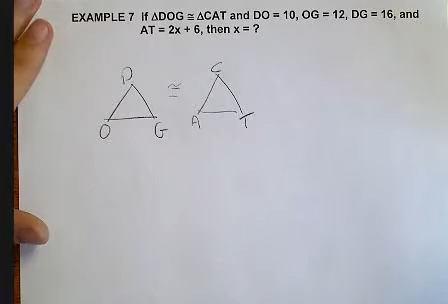 EXAMPLE 7 If ΔDOG ≅ ΔCAT and DO = 10, OG = 12, DG = 16, and
AT = 2x + 6, then x = ?
D ≅ C
O G A T